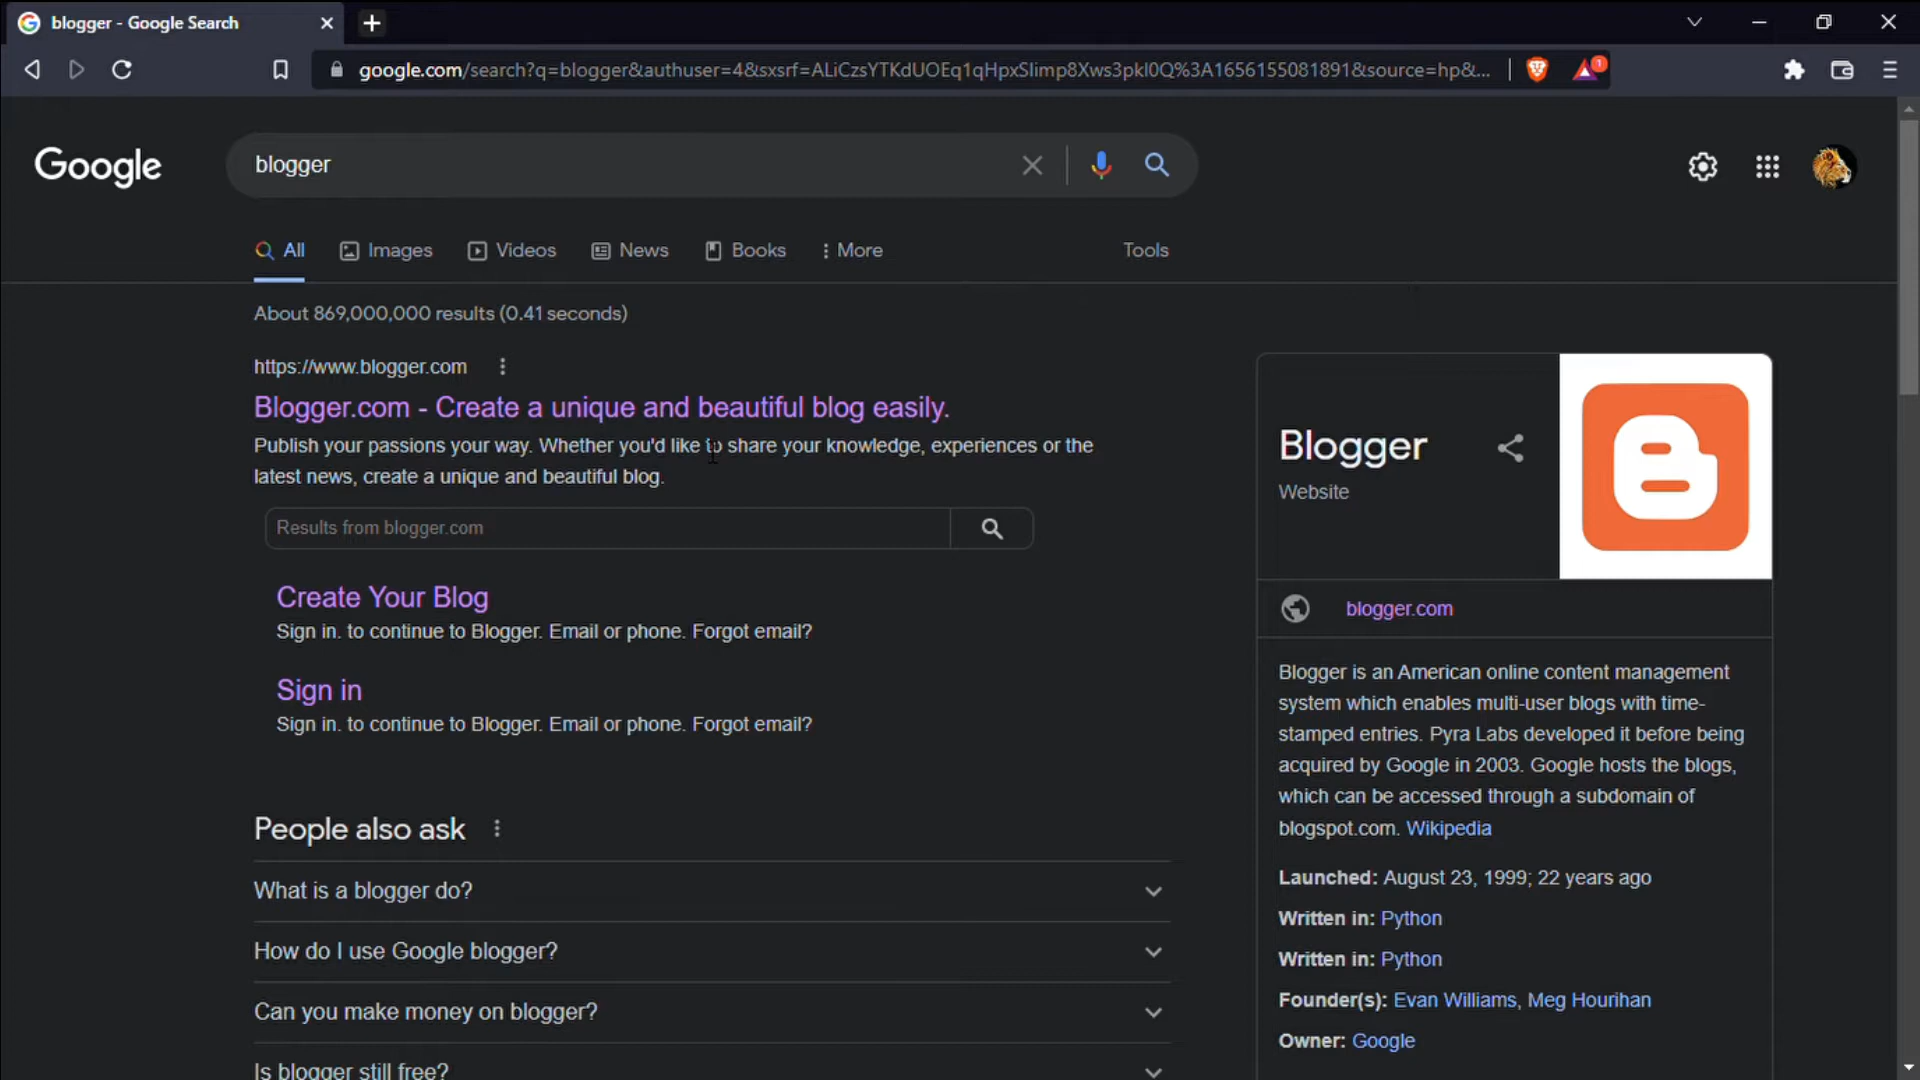 blogger - Google Search
google.com/search?q=blogger&authuser=4&sxsrf=ALiCzsYTKdUOEq1qHpxSlimp8Xws3pkl0Q%3A1656155081891&source=hp&...
1
Google
blogger
All
Images
Videos
News
Books
More
Tools
About 869,000,000 results (0.41 seconds)
https://www.blogger.com
Blogger.com - Create a unique and beautiful blog easily.
Publish your passions your way. Whether you'd like to share your knowledge, experiences or the
latest news, create a unique and beautiful blog.
Results from blogger.com
Create Your Blog
Sign in. to continue to Blogger. Email or phone. Forgot email?
Sign in
Sign in. to continue to Blogger. Email or phone. Forgot email?
People also ask
What is a blogger do?
How do I use Google blogger?
Can you make money on blogger?
Is blogger still free?
Blogger
Website
blogger.com
Blogger is an American online content management
system which enables multi-user blogs with time-
stamped entries. Pyra Labs developed it before being
acquired by Google in 2003. Google hosts the blogs,
which can be accessed through a subdomain of
blogspot.com. Wikipedia
Launched: August 23, 1999; 22 years ago
Written in: Python
Written in: Python
Founder(s): Evan Williams, Meg Hourihan
Owner: Google